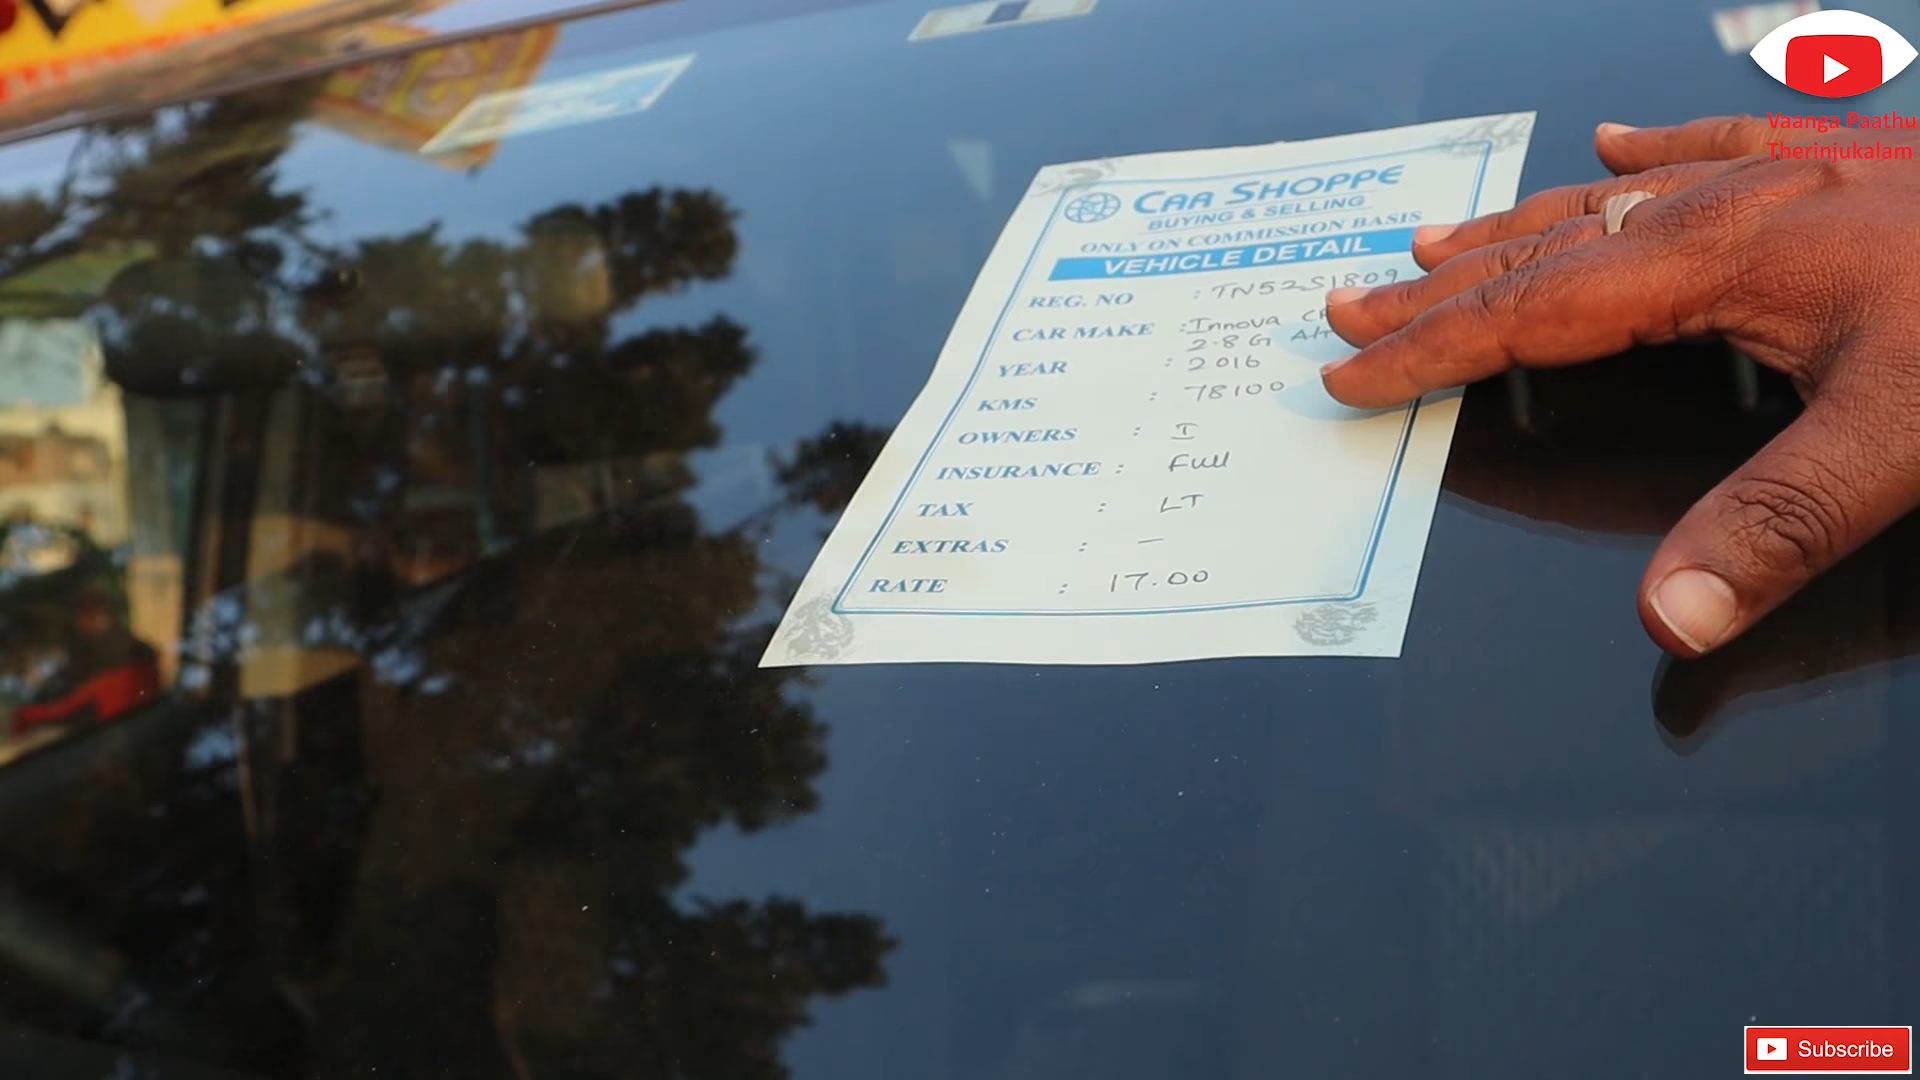 Vaanga Paathu
Therinjukalam
CAR SHOPPE
BUYING & SELLING
ONLY ON COMMISSION BASIS
VEHICLE DETAIL
REG. NO : TN52S1809
CAR MAKE : Innova
2.8 G
YEAR : 2016
KMS : 78100
OWNERS : I
INSURANCE : Full
TAX : LT
EXTRAS : —
RATE : 17.00
Subscribe